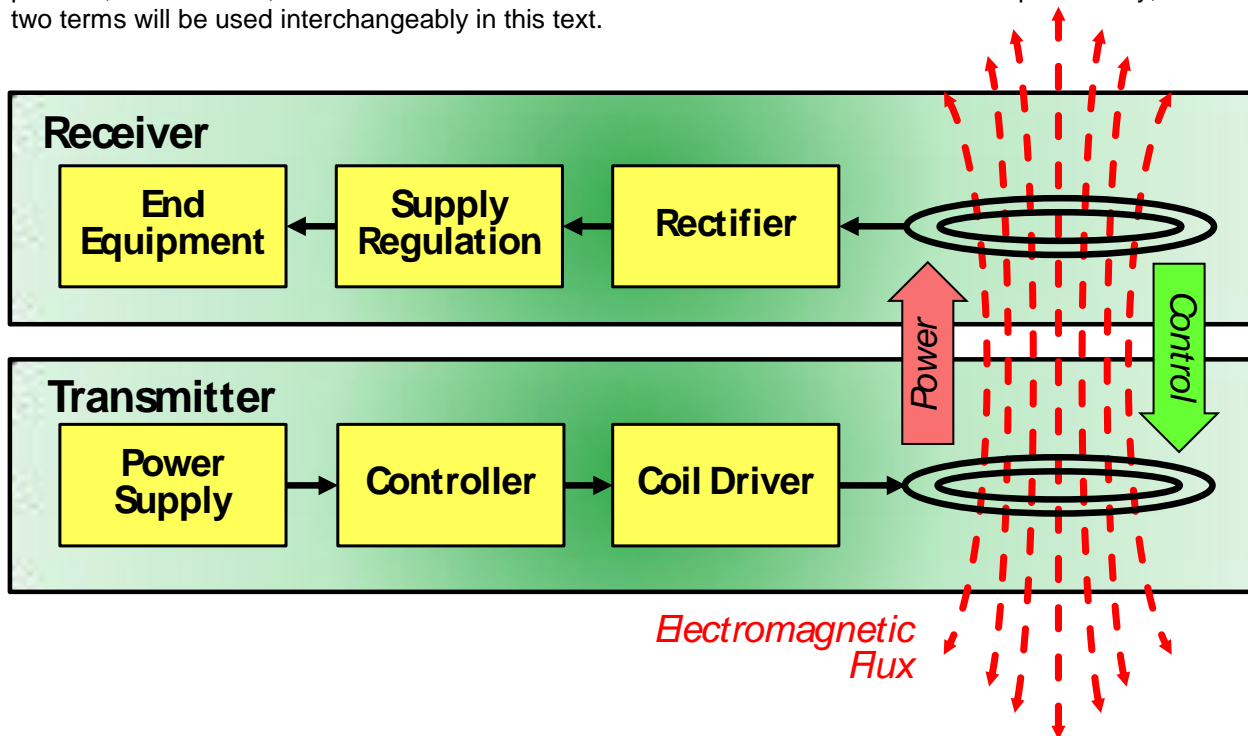 two terms will be used interchangeably in this text.
Receiver
End
Equipment
Supply
Regulation
Rectifier
Power
Control
Transmitter
Power
Supply
Controller
Coil Driver
Electromagnetic
Flux